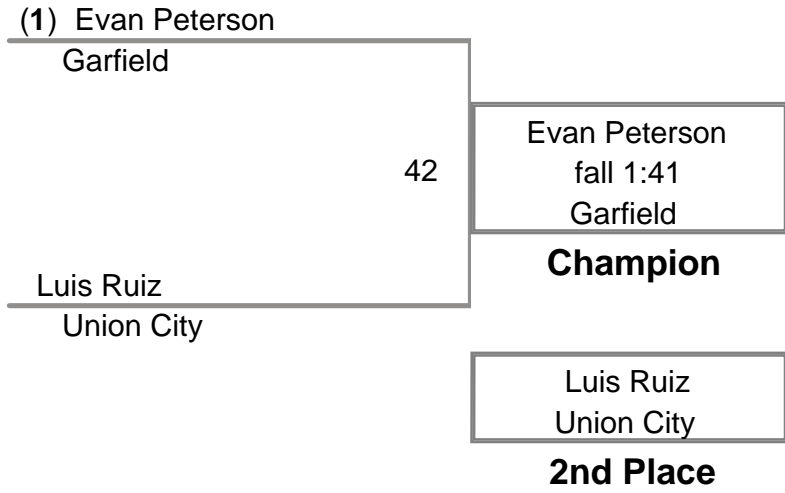 (1) Evan Peterson
Garfield
42
Evan Peterson
fall 1:41
Garfield
Champion
Luis Ruiz
Union City
Luis Ruiz
Union City
2nd Place